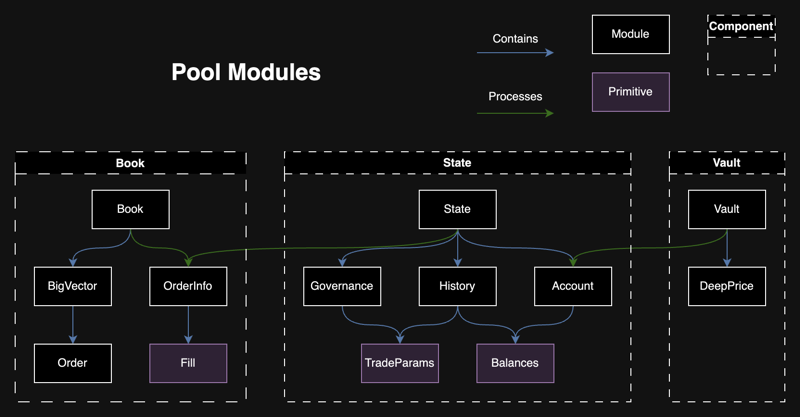 Pool Modules
Contains
Processes
Module
Primitive
Component
Book
State
Vault
Book
State
Vault
BigVector
OrderInfo
Governance
History
Account
DeepPrice
Order
Fill
TradeParams
Balances